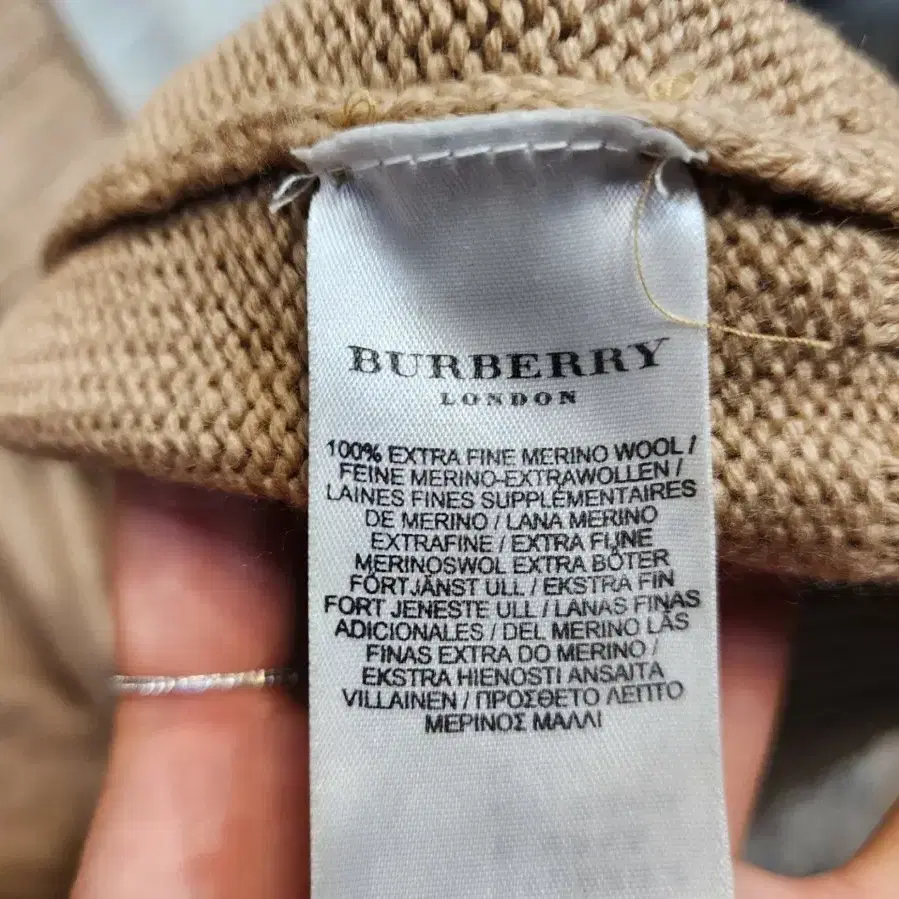 BURBERRY
LONDON
100% EXTRA FINE MERINO WOOL /
FEINE MERINO-EXTRAWOLLEN /
LAINES FINES SUPPLÉMENTAIRES
DE MERINO / LANA MERINO
EXTRAFINE / EXTRA FIJNE
MERINOSWOL EXTRA BÖTER
FÖRTJÄNST ULL / EKSTRA FIN
FORT JENESTE ULL / LANAS FINAS
ADICIONALES / DEL MERINO LÃS
FINAS EXTRA DO MERINO /
EKSTRA HIENOSTI ANSAITA
VILLAINEN / ΠΡΟΣΘΕΤΟ ΛΕΠΤΟ
ΜΕΡΙΝΟΣ ΜΑΛΛΙ